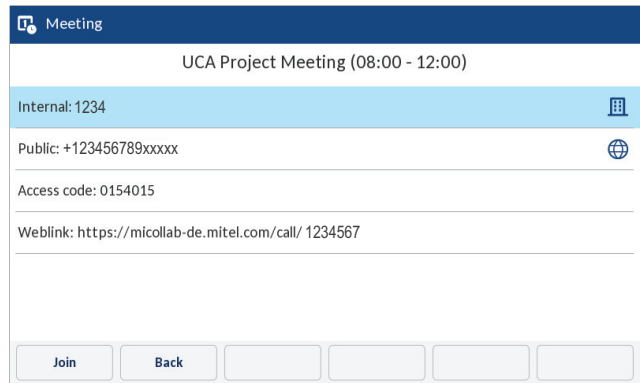 Meeting
UCA Project Meeting (08:00 - 12:00)
Internal: 1234
Public: +123456789xxxxx
Access code: 0154015
Weblink: https://micollab-de.mitel.com/call/ 1234567
Join Back